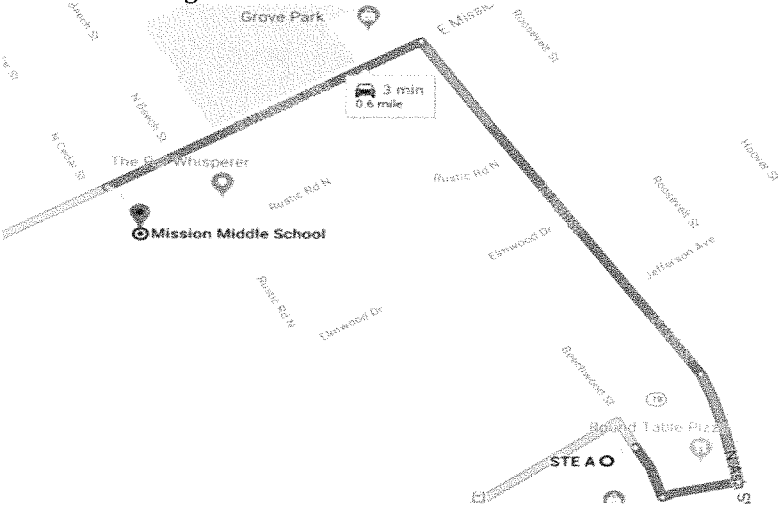 Grove Park
Roosevelt St
3 min
0.6 mile
N Beech St
N Cedar St
The Whisperer
Rustic Rd N
Rustic Rd N
Hoover St
Roosevelt St
Mission Middle School
Elmwood Dr
Jefferson Ave
Rustic Rd N
Elmwood Dr
Beechwood St
Round Table Pizza
STE A